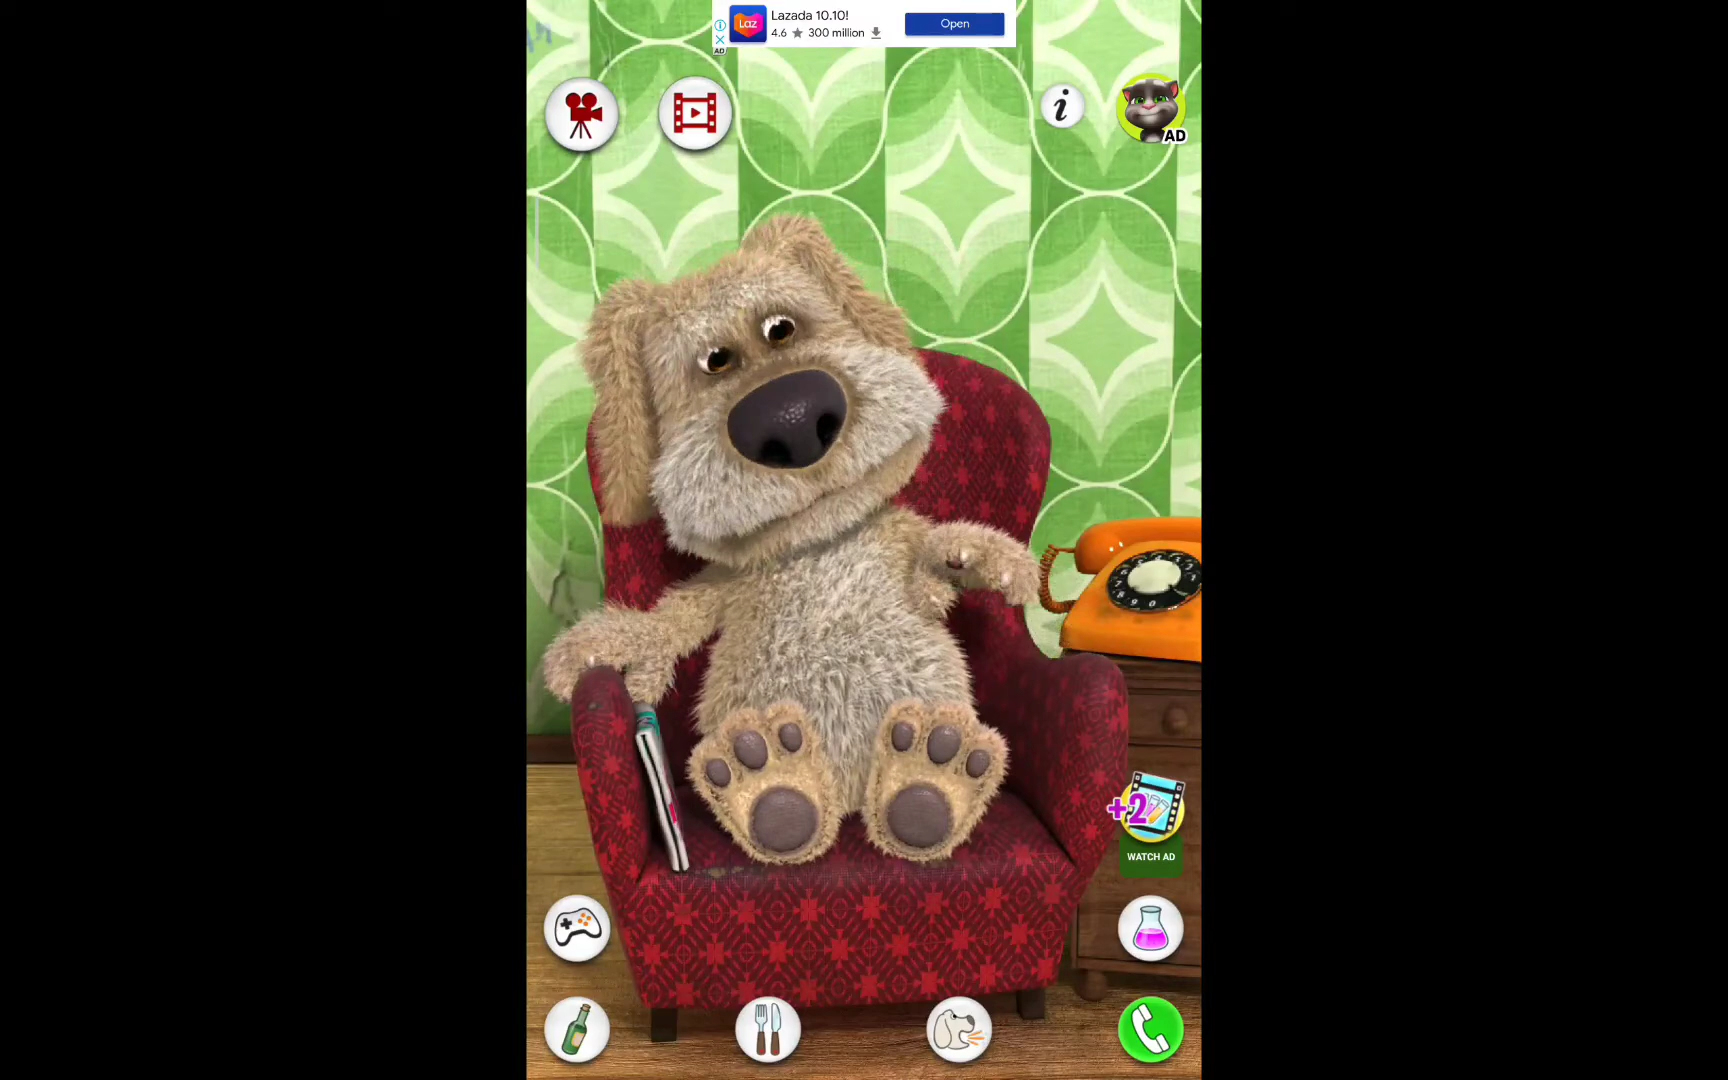 Lazada 10.10!
Laz
4.6 ★ 300 million
Open
AD
AD
+2
WATCH AD